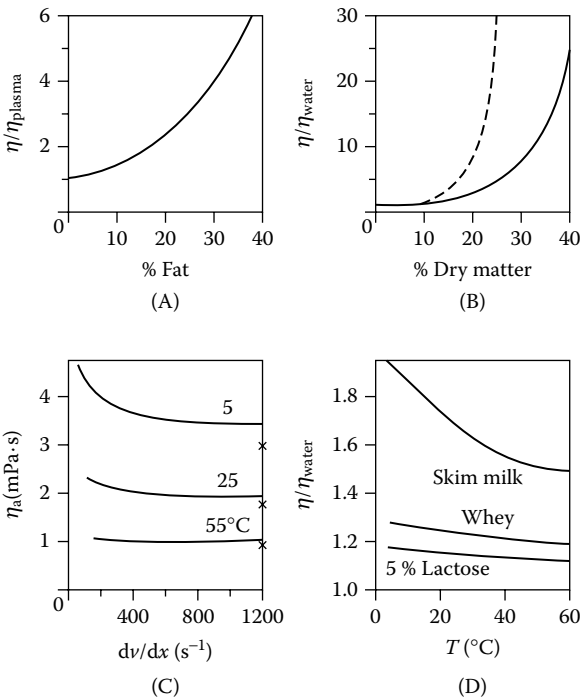 6
4
2
0
η/ηplasma
10 20 30 40
% Fat
(A)
30
20
10
0
η/ηwater
10 20 30 40
% Dry matter
(B)
4
3
2
1
0
ηa(mPa·s)
5
25
55°C
400 800 1200
dv/dx (s⁻¹)
(C)
1.8
1.6
1.4
1.2
1.0
η/ηwater
Skim milk
Whey
5 % Lactose
0 20 40 60
T (°C)
(D)